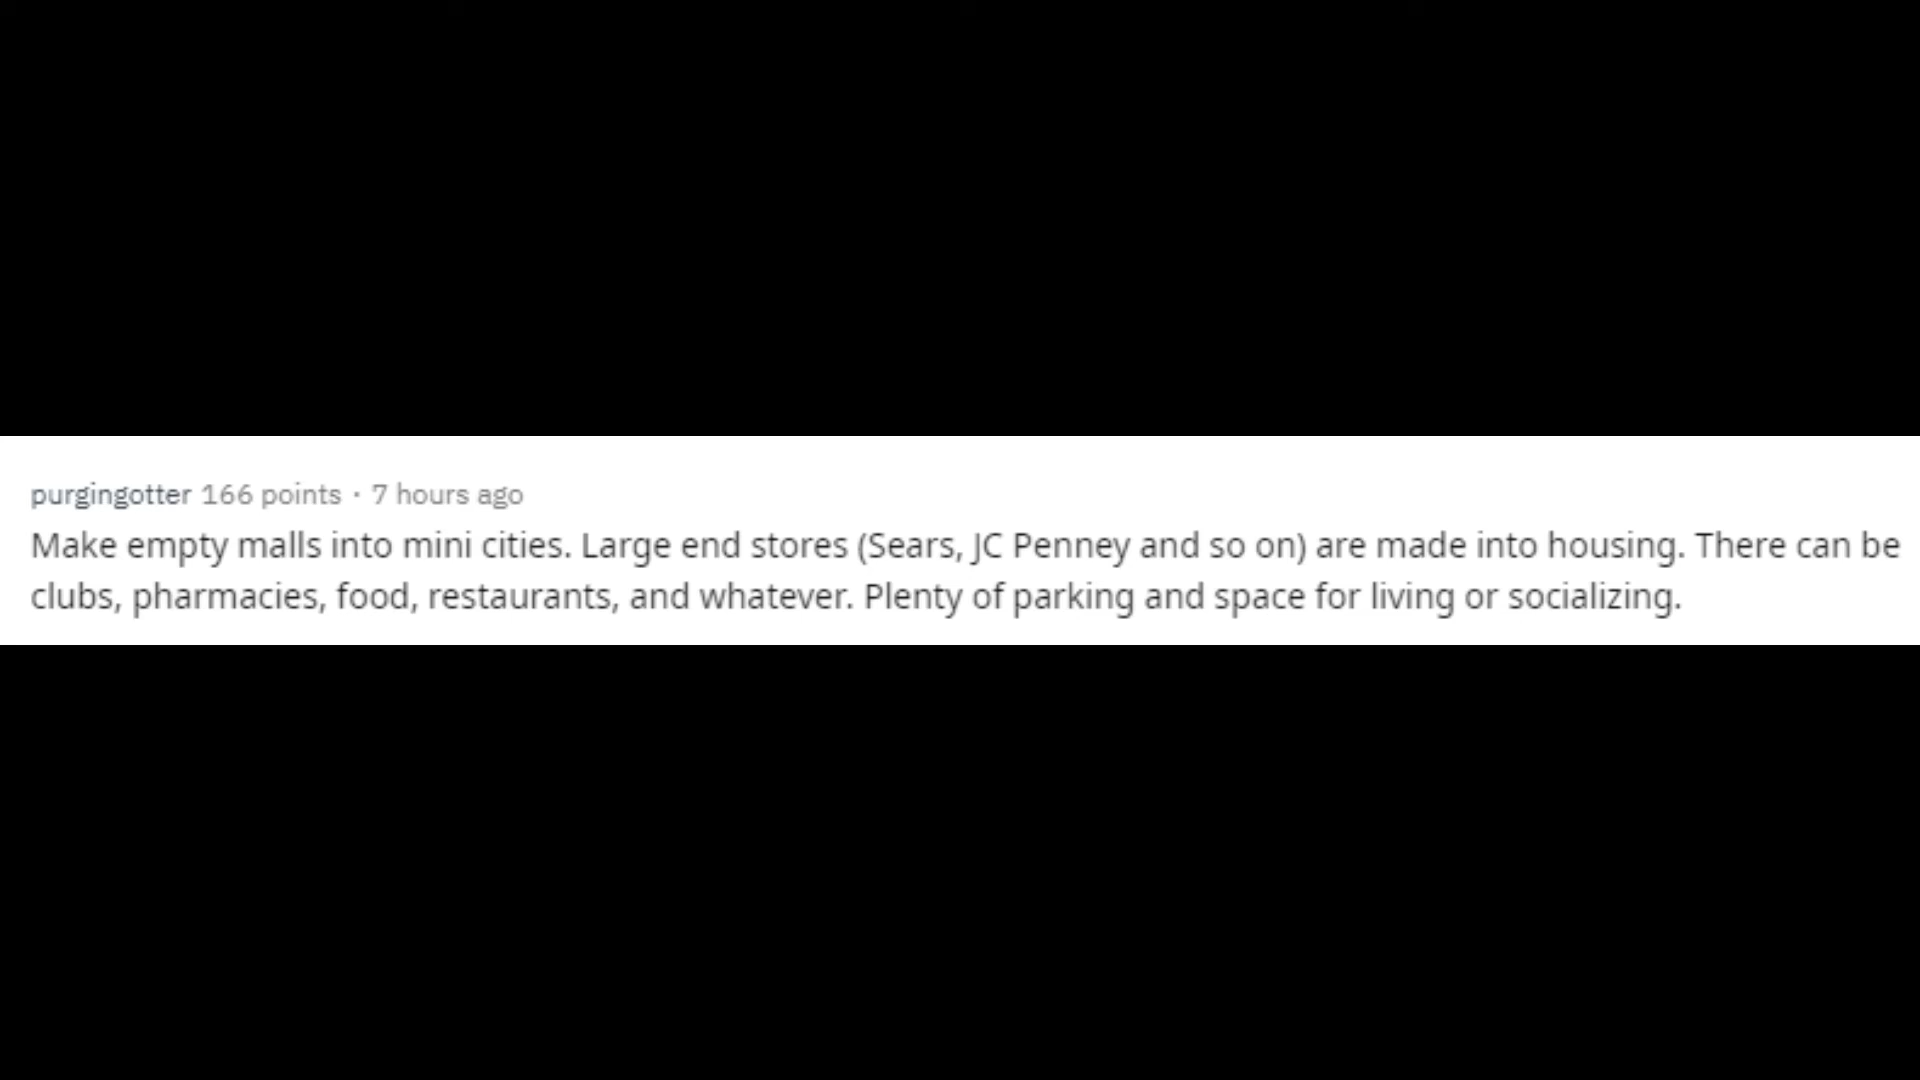 purgingotter 166 points · 7 hours ago
Make empty malls into mini cities. Large end stores (Sears, JC Penney and so on) are made into housing. There can be
clubs, pharmacies, food, restaurants, and whatever. Plenty of parking and space for living or socializing.